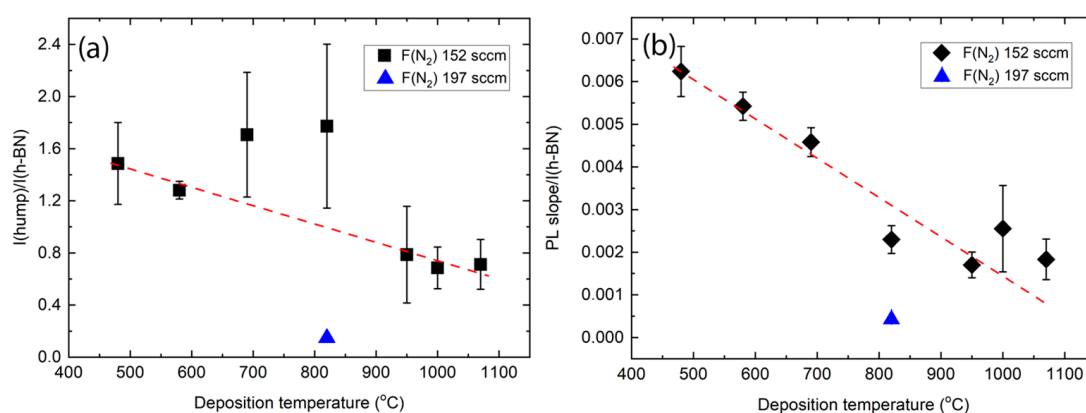 (a)
F(N₂) 152 sccm
F(N₂) 197 sccm
I(hump)/I(h-BN)
2.4
2.0
1.6
1.2
0.8
0.4
0.0
400 500 600 700 800 900 1000 1100
Deposition temperature (°C)
(b)
F(N₂) 152 sccm
F(N₂) 197 sccm
PL slope/I(h-BN)
0.007
0.006
0.005
0.004
0.003
0.002
0.001
0.000
400 500 600 700 800 900 1000 1100
Deposition temperature (°C)